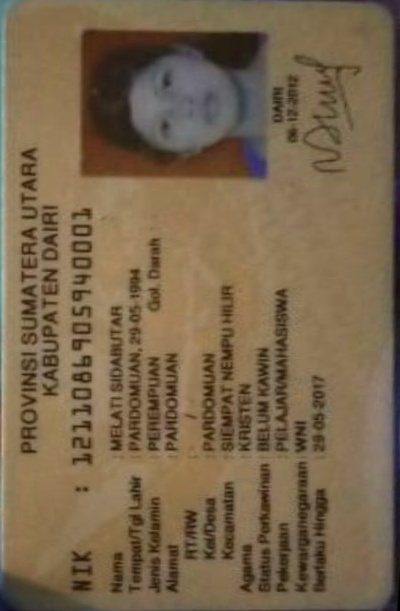 PROVINSI SUMATERA UTARA
KABUPATEN DAIRI
NIK : 1211086905940001
Nama : MELATI SIDABUTAR
Tempat/Tgl Lahir : PARDOMUAN, 29-05-1994
Jenis Kelamin : PEREMPUAN Gol. Darah :
Alamat : PARDOMUAN
RT/RW : /
Kel/Desa : PARDOMUAN
Kecamatan : SIEMPAT NEMPU HILIR
Agama : KRISTEN
Status Perkawinan : BELUM KAWIN
Pekerjaan : PELAJAR/MAHASISWA
Kewarganegaraan : WNI
Berlaku Hingga : 29-05-2017
DAIRI
06-12-2012